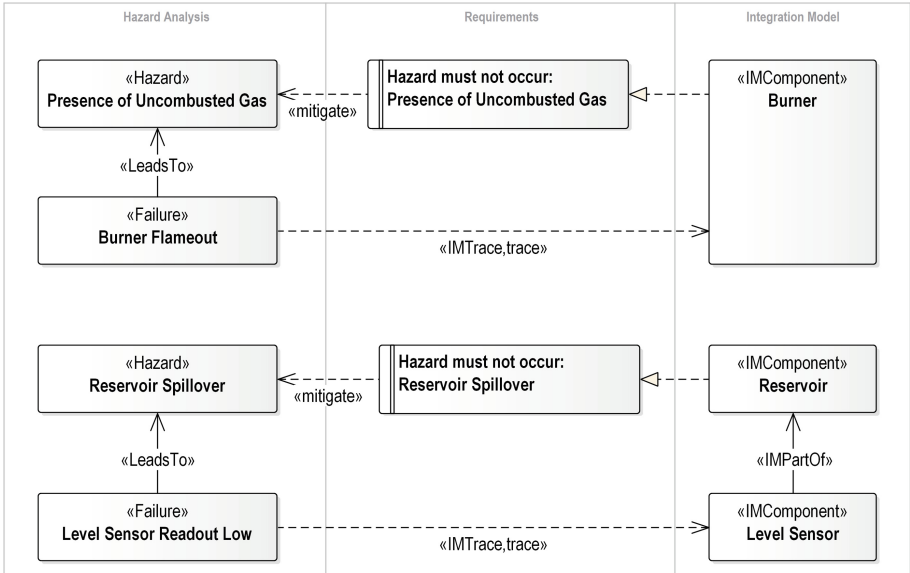 Hazard Analysis
Requirements
Integration Model
«Hazard»
Presence of Uncombusted Gas
«mitigate»
Hazard must not occur:
Presence of Uncombusted Gas
«IMComponent»
Burner
«LeadsTo»
«Failure»
Burner Flameout
«IMTrace,trace»
«Hazard»
Reservoir Spillover
«mitigate»
Hazard must not occur:
Reservoir Spillover
«IMComponent»
Reservoir
«LeadsTo»
«IMPartOf»
«Failure»
Level Sensor Readout Low
«IMTrace,trace»
«IMComponent»
Level Sensor